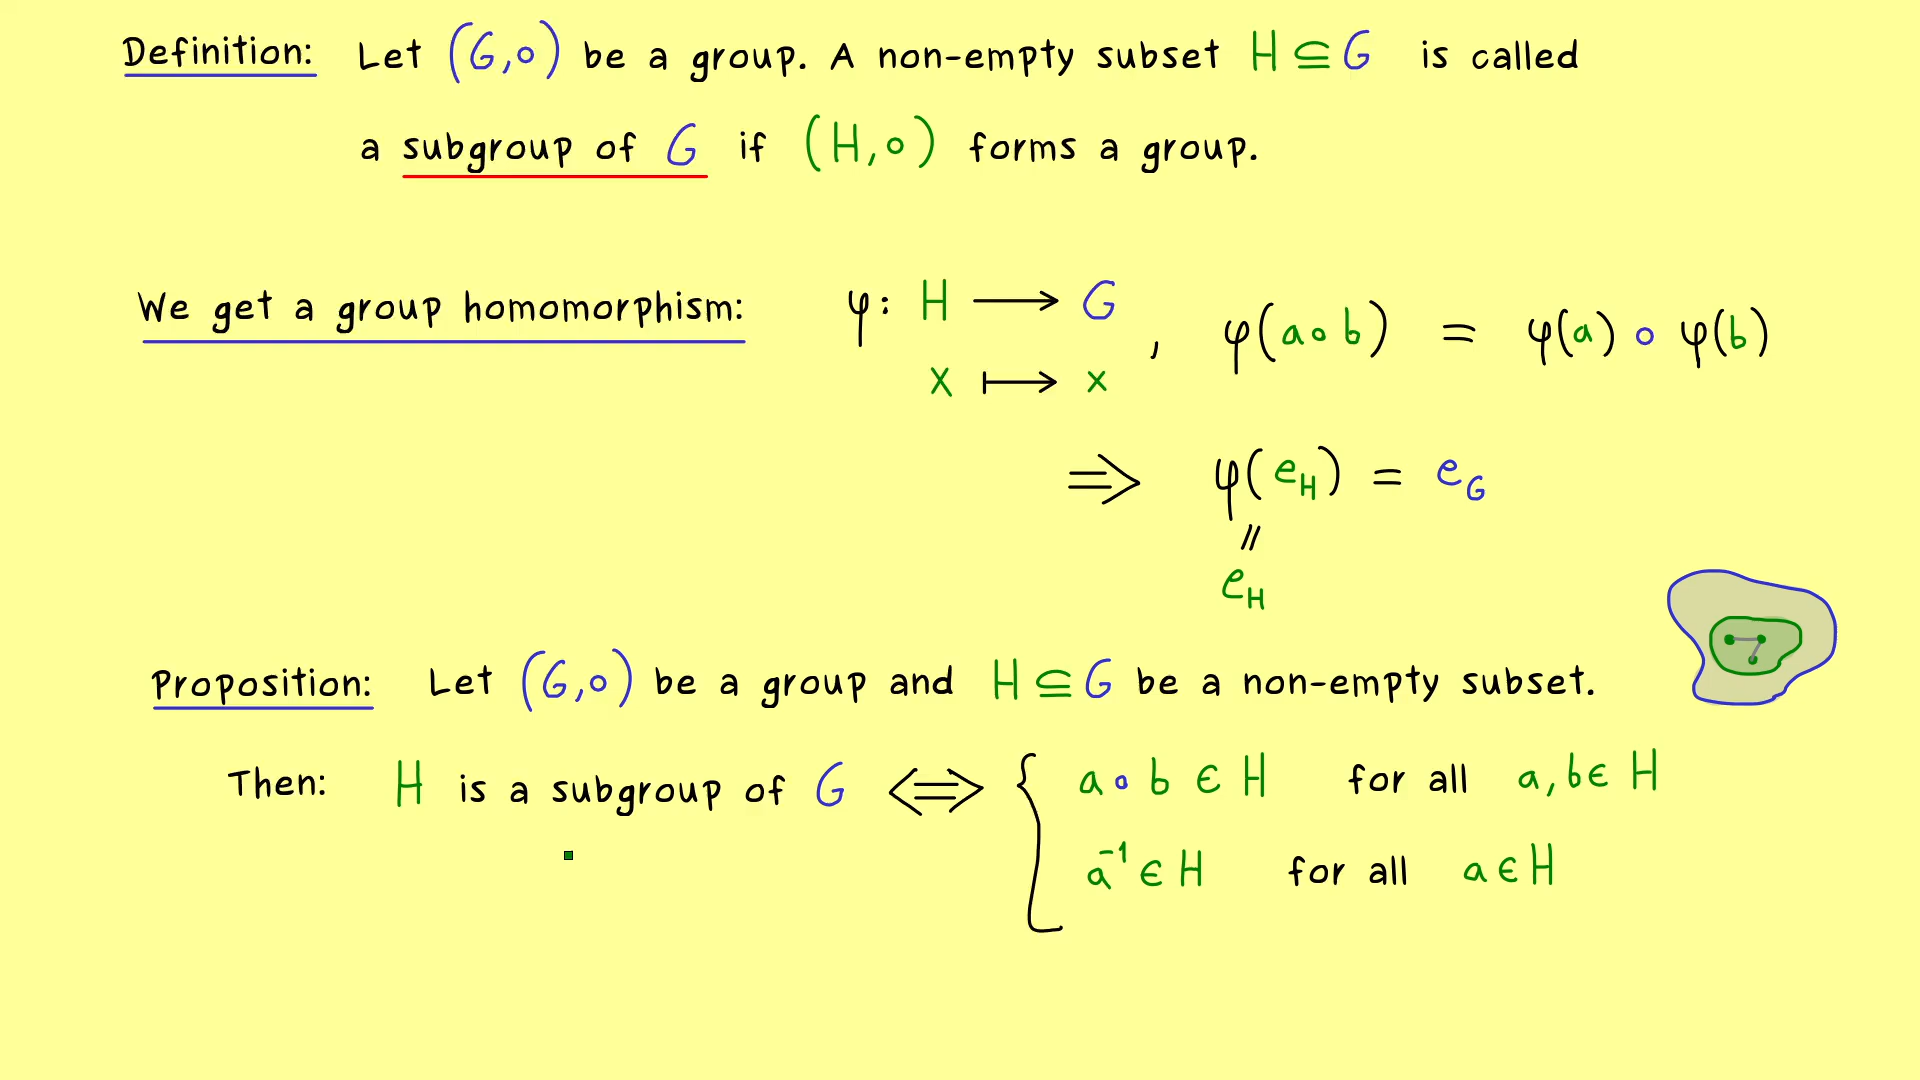 Definition: Let (G,∘) be a group. A non-empty subset H ⊆ G is called
a subgroup of G if (H,∘) forms a group.
We get a group homomorphism: φ: H ⟶ G , φ(a∘b) = φ(a)∘φ(b)
x ⟼ x
⇒ φ(e_H) = e_G
=
e_H
Proposition: Let (G,∘) be a group and H ⊆ G be a non-empty subset.
Then: H is a subgroup of G ⟺ { a∘b ∈ H for all a,b ∈ H
a⁻¹ ∈ H for all a ∈ H